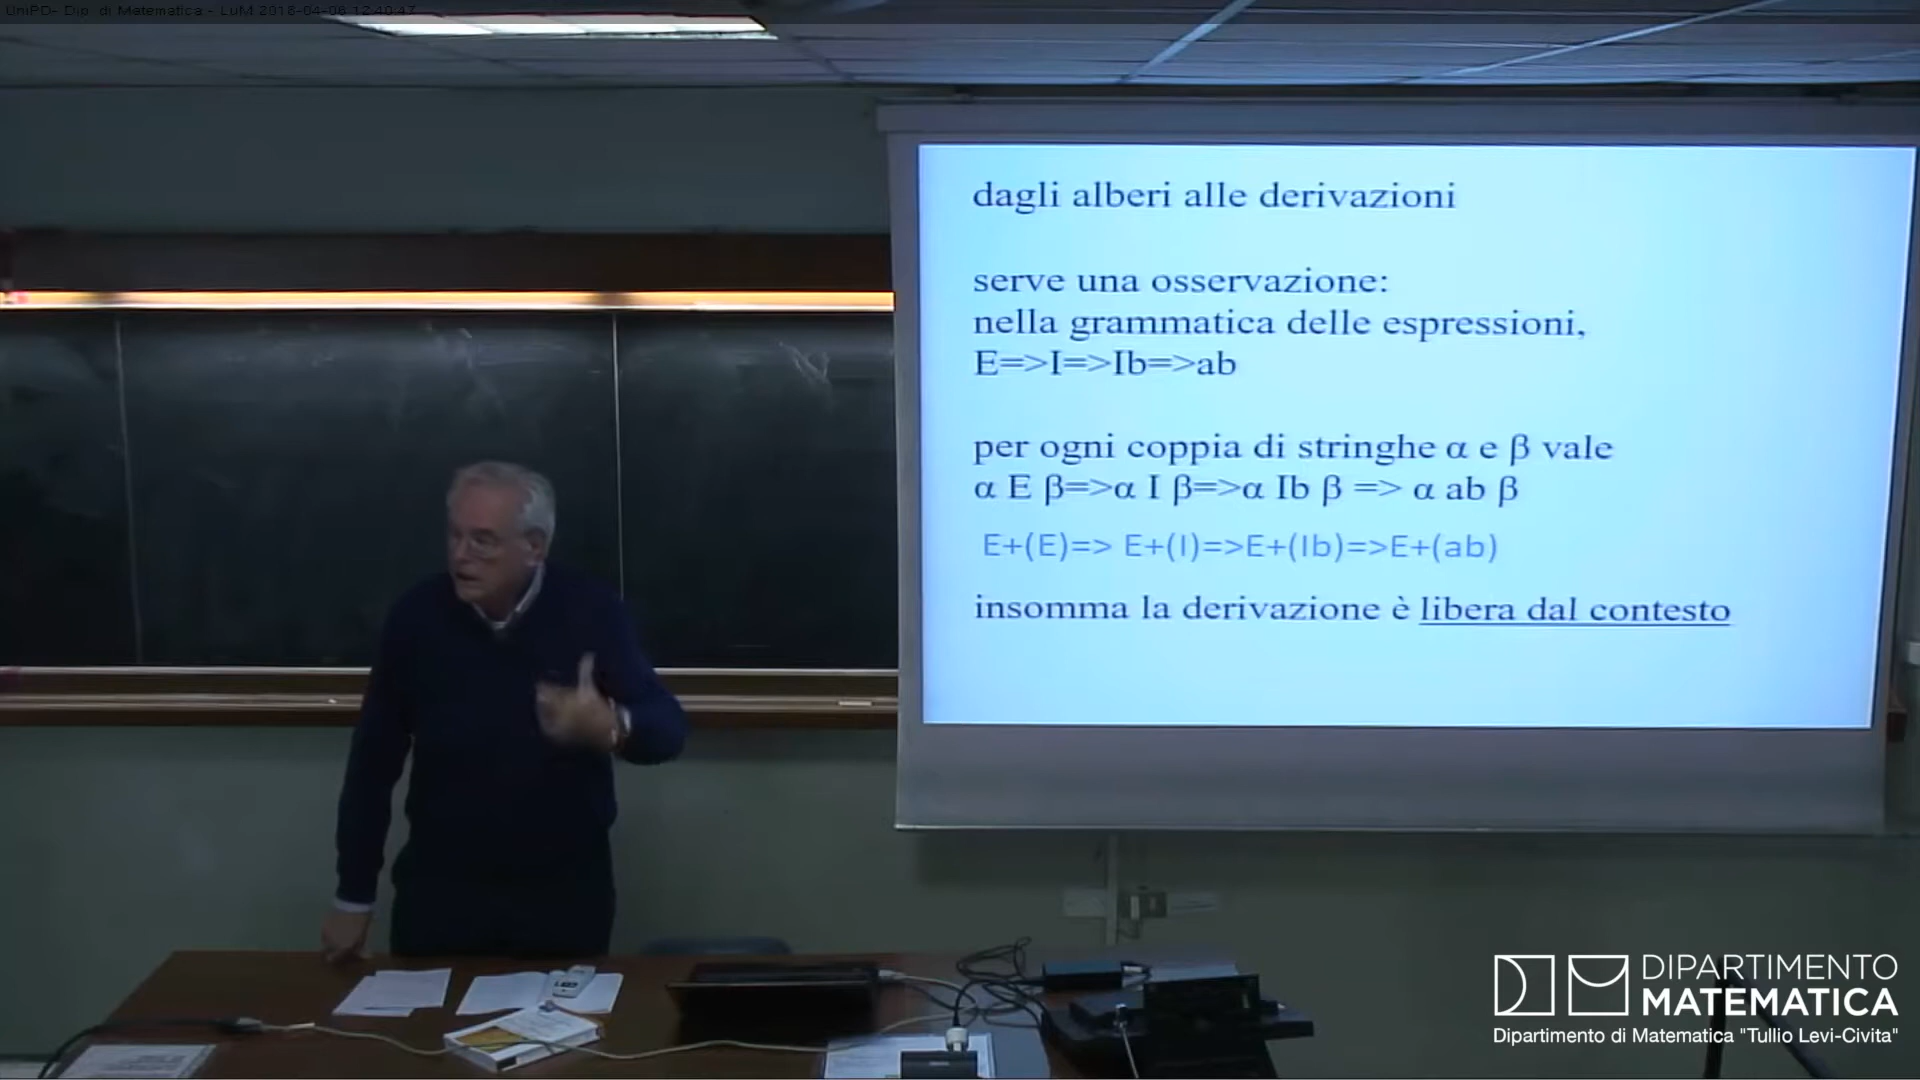 UniPD- Dip. di Matematica - LuM 2018-04-06 12:40:47
dagli alberi alle derivazioni
serve una osservazione:
nella grammatica delle espressioni,
E=>I=>Ib=>ab
per ogni coppia di stringhe α e β vale
α E β=>α I β=>α Ib β => α ab β
E+(E)=> E+(I)=>E+(Ib)=>E+(ab)
insomma la derivazione è libera dal contesto
DIPARTIMENTO
MATEMATICA
Dipartimento di Matematica "Tullio Levi-Civita"